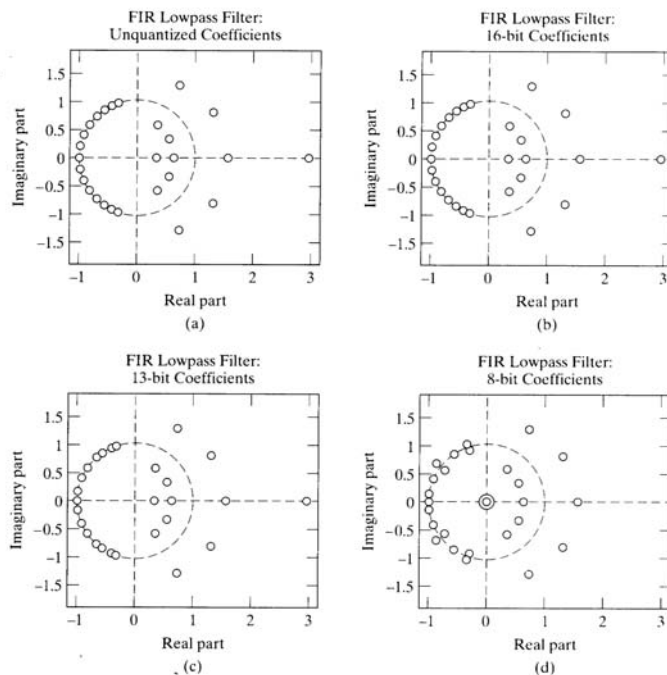 FIR Lowpass Filter:
Unquantized Coefficients
Imaginary part
1.5
1
0.5
0
−0.5
−1
−1.5
−1 0 1 2 3
Real part
(a)
FIR Lowpass Filter:
16-bit Coefficients
Imaginary part
1.5
1
0.5
0
−0.5
−1
−1.5
−1 0 1 2 3
Real part
(b)
FIR Lowpass Filter:
13-bit Coefficients
Imaginary part
1.5
1
0.5
0
−0.5
−1
−1.5
−1 0 1 2 3
Real part
(c)
FIR Lowpass Filter:
8-bit Coefficients
Imaginary part
1.5
1
0.5
0
−0.5
−1
−1.5
−1 0 1 2 3
Real part
(d)